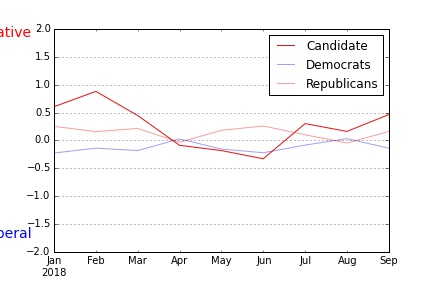 ative
beral
2.0
1.5
1.0
0.5
0.0
−0.5
−1.0
−1.5
−2.0
Candidate
Democrats
Republicans
Jan Feb Mar Apr May Jun Jul Aug Sep
2018